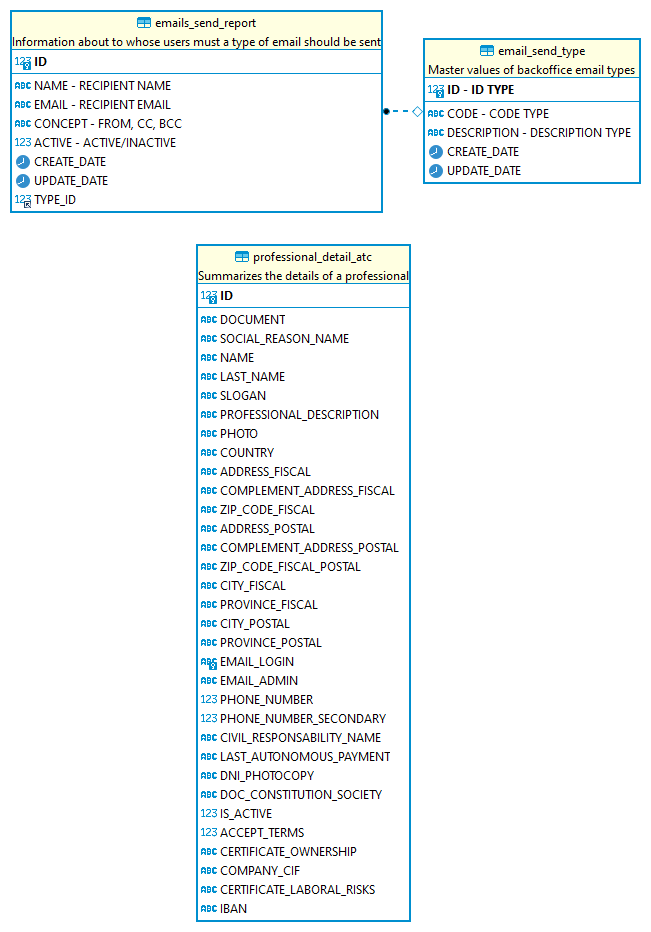 emails_send_report
Information about to whose users must a type of email should be sent
123 ID
ABC NAME - RECIPIENT NAME
ABC EMAIL - RECIPIENT EMAIL
ABC CONCEPT - FROM, CC, BCC
123 ACTIVE - ACTIVE/INACTIVE
CREATE_DATE
UPDATE_DATE
123 TYPE_ID
email_send_type
Master values of backoffice email types
123 ID - ID TYPE
ABC CODE - CODE TYPE
ABC DESCRIPTION - DESCRIPTION TYPE
CREATE_DATE
UPDATE_DATE
professional_detail_atc
Summarizes the details of a professional
123 ID
ABC DOCUMENT
ABC SOCIAL_REASON_NAME
ABC NAME
ABC LAST_NAME
ABC SLOGAN
ABC PROFESSIONAL_DESCRIPTION
ABC PHOTO
ABC COUNTRY
ABC ADDRESS_FISCAL
ABC COMPLEMENT_ADDRESS_FISCAL
ABC ZIP_CODE_FISCAL
ABC ADDRESS_POSTAL
ABC COMPLEMENT_ADDRESS_POSTAL
ABC ZIP_CODE_FISCAL_POSTAL
ABC CITY_FISCAL
ABC PROVINCE_FISCAL
ABC CITY_POSTAL
ABC PROVINCE_POSTAL
ABC EMAIL_LOGIN
ABC EMAIL_ADMIN
123 PHONE_NUMBER
123 PHONE_NUMBER_SECONDARY
ABC CIVIL_RESPONSABILITY_NAME
ABC LAST_AUTONOMOUS_PAYMENT
ABC DNI_PHOTOCOPY
ABC DOC_CONSTITUTION_SOCIETY
123 IS_ACTIVE
123 ACCEPT_TERMS
ABC CERTIFICATE_OWNERSHIP
ABC COMPANY_CIF
ABC CERTIFICATE_LABORAL_RISKS
ABC IBAN